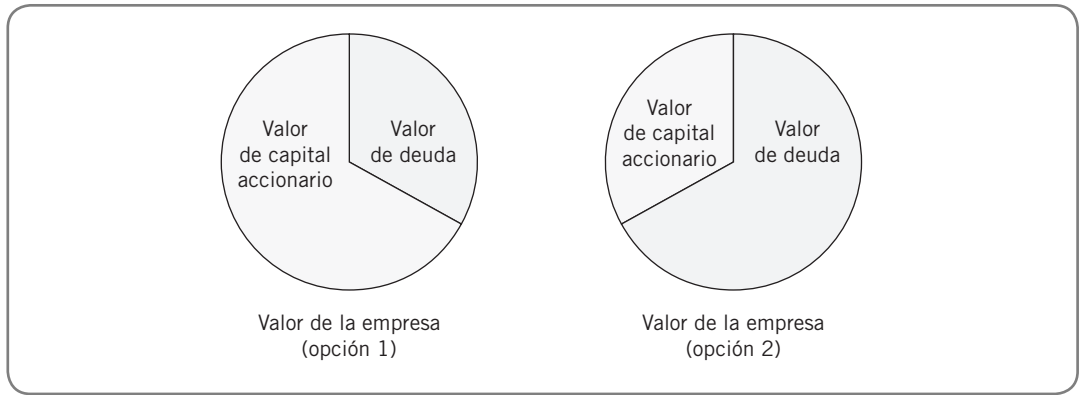 Valor
de capital
accionario
Valor
de deuda
Valor de la empresa
(opción 1)
Valor
de capital
accionario
Valor
de deuda
Valor de la empresa
(opción 2)